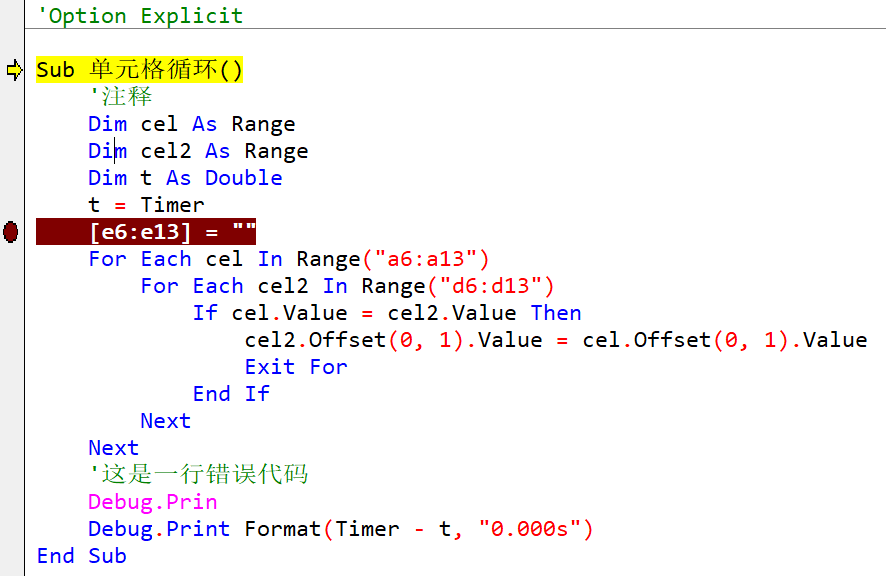 'Option Explicit
Sub 单元格循环()
'注释
Dim cel As Range
Dim cel2 As Range
Dim t As Double
t = Timer
[e6:e13] = ""
For Each cel In Range("a6:a13")
For Each cel2 In Range("d6:d13")
If cel.Value = cel2.Value Then
cel2.Offset(0, 1).Value = cel.Offset(0, 1).Value
Exit For
End If
Next
Next
'这是一行错误代码
Debug.Prin
Debug.Print Format(Timer - t, "0.000s")
End Sub